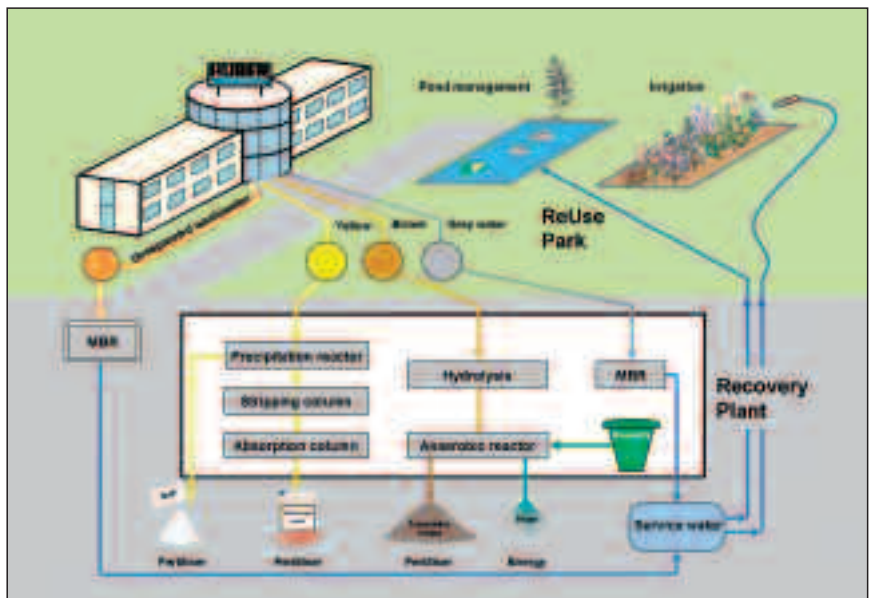 HUBER
Pond management
Irrigation
ReUse
Park
Yellow
Brown
Grey water
MBR
Precipitation reactor
Stripping column
Absorption column
Hydrolysis
MBR
Anaerobic reactor
Recovery
Plant
Service water
Fertiliser
Fertiliser
Fertiliser
Energy